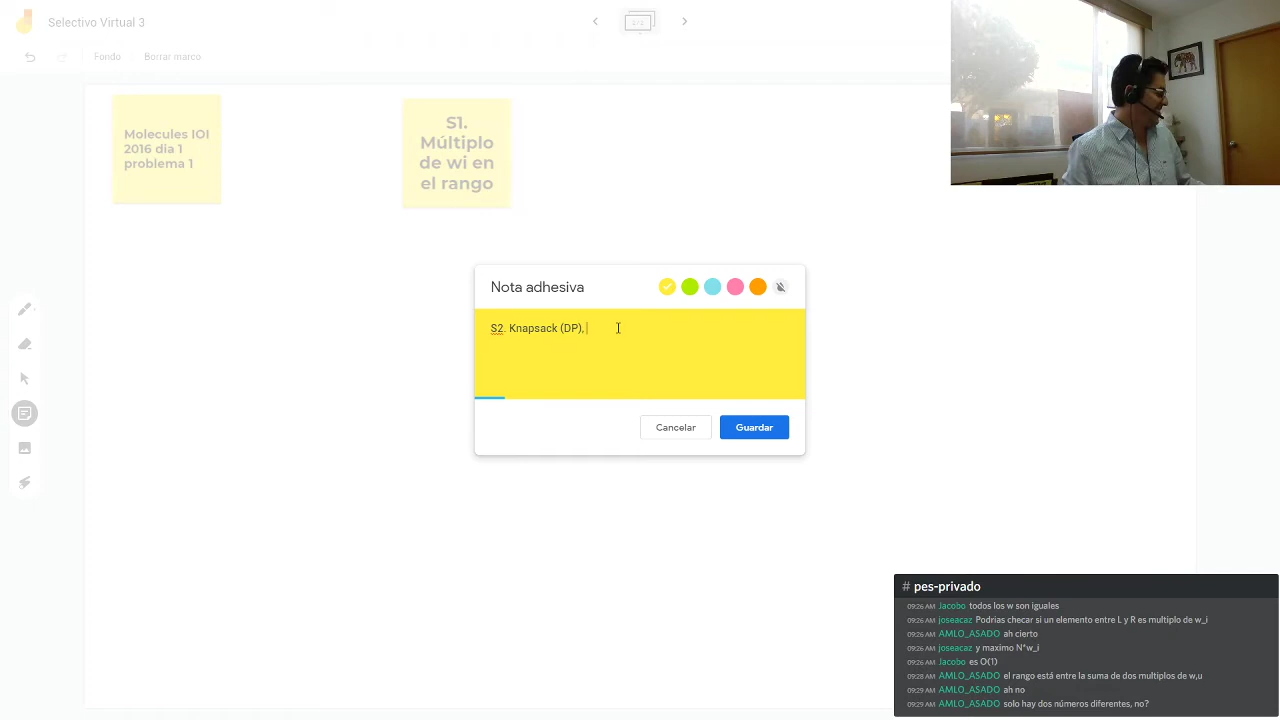 Selectivo Virtual 3
Fondo
Borrar marco
Molecules IOI
2016 dia 1
problema 1
S1.
Múltiplo
de wi en
el rango
Nota adhesiva
S2. Knapsack (DP),
Cancelar
Guardar
# pes-privado
09:26 AM Jacobo todos los w son iguales
09:26 AM joseacaz Podrías checar si un elemento entre L y R es multiplo de w_i
09:26 AM AMLO_ASADO ah cierto
09:26 AM joseacaz y maximo N*w_i
09:26 AM Jacobo es O(1)
09:28 AM AMLO_ASADO el rango está entre la suma de dos multiplos de w,u
09:29 AM AMLO_ASADO ah no
09:29 AM AMLO_ASADO solo hay dos números diferentes, no?